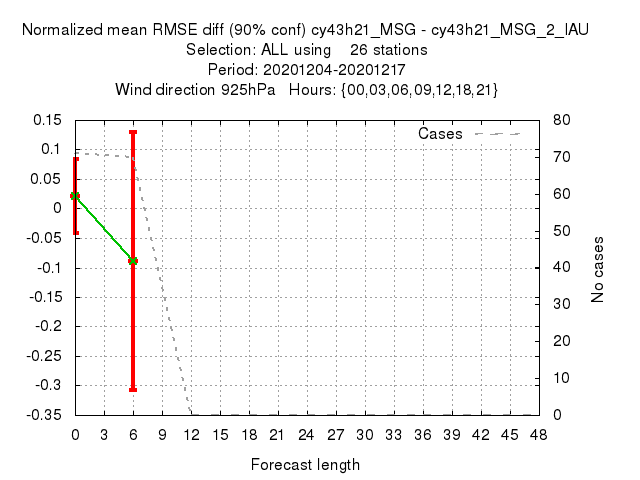 Normalized mean RMSE diff (90% conf) cy43h21_MSG - cy43h21_MSG_2_IAU
Selection: ALL using    26 stations
Period: 20201204-20201217
Wind direction 925hPa   Hours: {00,03,06,09,12,18,21}
Cases
0.15
0.1
0.05
0
-0.05
-0.1
-0.15
-0.2
-0.25
-0.3
-0.35
80
70
60
50
40
30
20
10
0
No cases
0 3 6 9 12 15 18 21 24 27 30 33 36 39 42 45 48
Forecast length